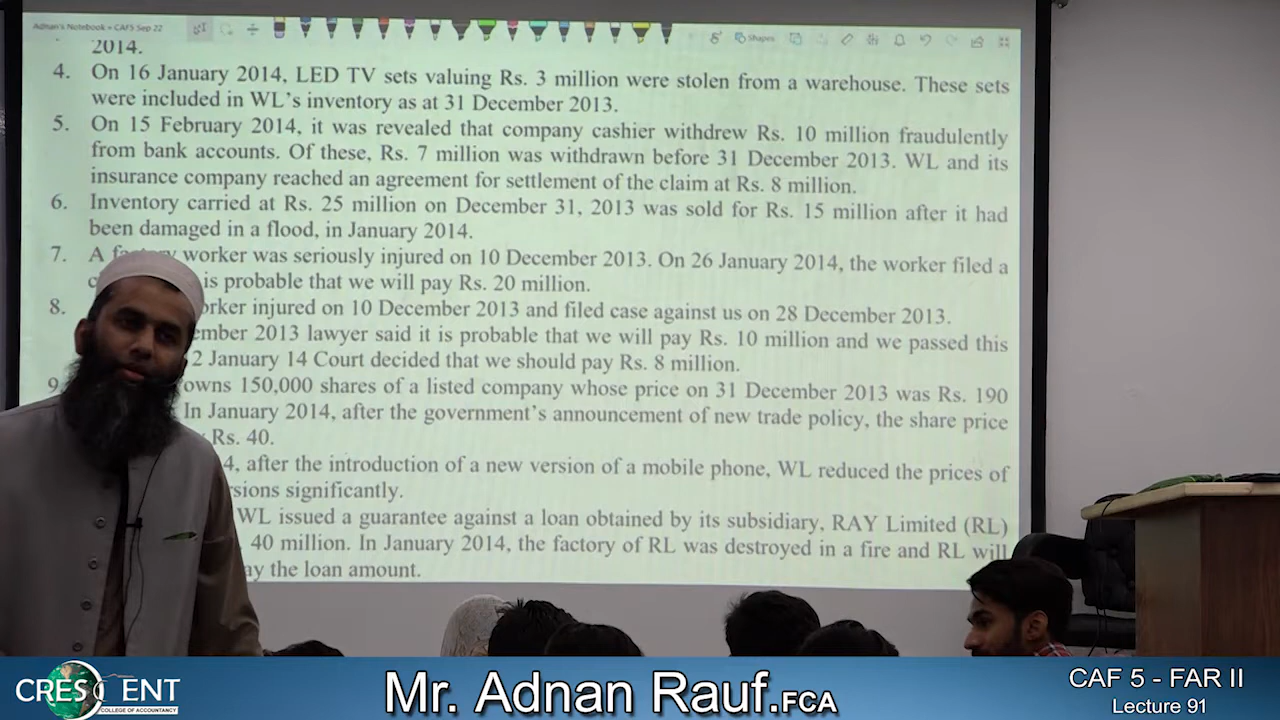 Adnan's Notebook » CAF5 Sep 22
Shapes
2014.
4. On 16 January 2014, LED TV sets valuing Rs. 3 million were stolen from a warehouse. These sets
were included in WL's inventory as at 31 December 2013.
5. On 15 February 2014, it was revealed that company cashier withdrew Rs. 10 million fraudulently
from bank accounts. Of these, Rs. 7 million was withdrawn before 31 December 2013. WL and its
insurance company reached an agreement for settlement of the claim at Rs. 8 million.
6. Inventory carried at Rs. 25 million on December 31, 2013 was sold for Rs. 15 million after it had
been damaged in a flood, in January 2014.
7. A worker was seriously injured on 10 December 2013. On 26 January 2014, the worker filed a
is probable that we will pay Rs. 20 million.
8. orker injured on 10 December 2013 and filed case against us on 28 December 2013.
ember 2013 lawyer said it is probable that we will pay Rs. 10 million and we passed this
2 January 14 Court decided that we should pay Rs. 8 million.
9. owns 150,000 shares of a listed company whose price on 31 December 2013 was Rs. 190
In January 2014, after the government's announcement of new trade policy, the share price
Rs. 40.
4, after the introduction of a new version of a mobile phone, WL reduced the prices of
sions significantly.
WL issued a guarantee against a loan obtained by its subsidiary, RAY Limited (RL)
40 million. In January 2014, the factory of RL was destroyed in a fire and RL will
ay the loan amount.
CRESCENT
COLLEGE OF ACCOUNTANCY
Mr. Adnan Rauf.FCA
CAF 5 - FAR II
Lecture 91